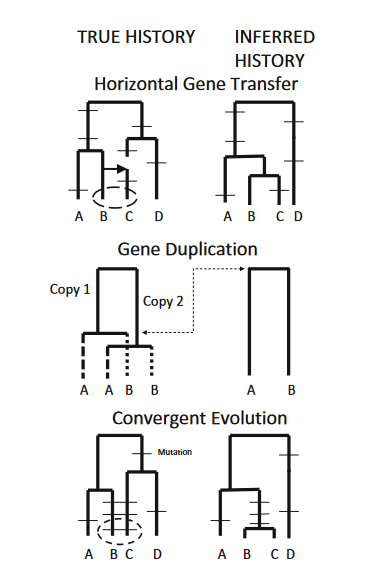 TRUE HISTORY
INFERRED
HISTORY
Horizontal Gene Transfer
A B C D
A B C D
Gene Duplication
Copy 1
Copy 2
A A B B
A B
Convergent Evolution
Mutation
A B C D
A B C D